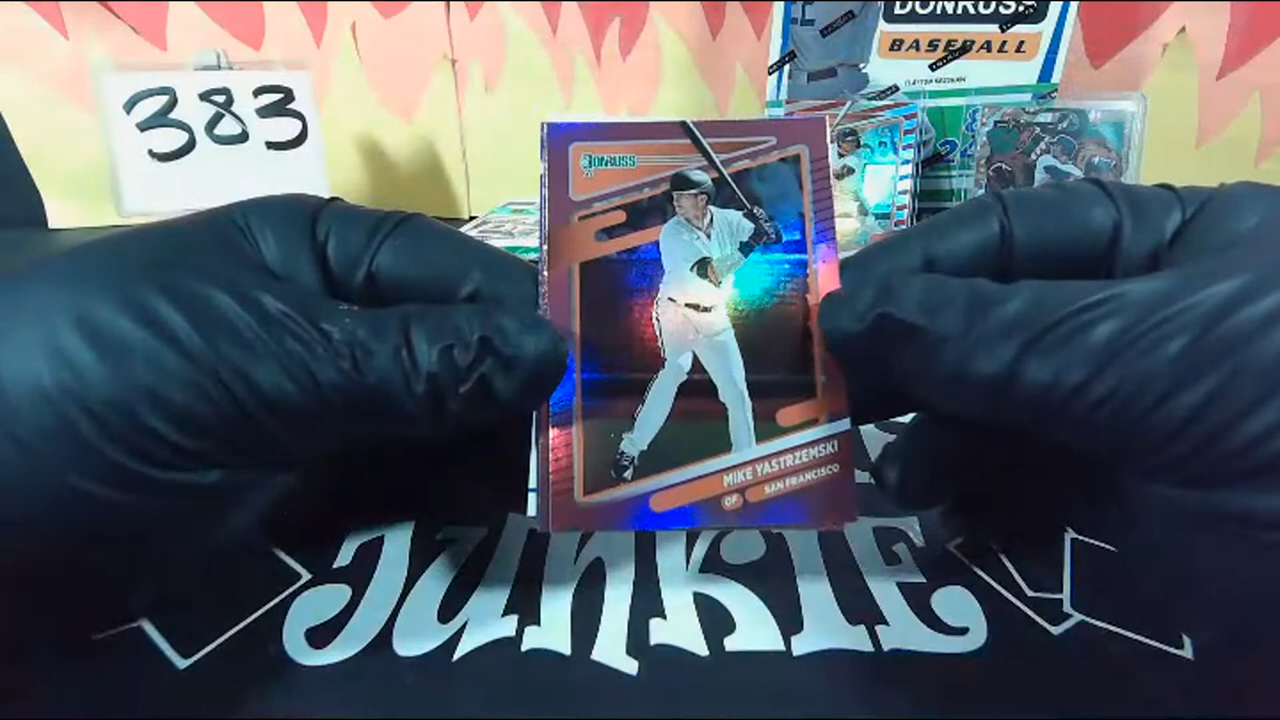 383
DONRUSS
BASEBALL
DONRUSS
MIKE YASTRZEMSKI
OF SAN FRANCISCO
JUNKIE